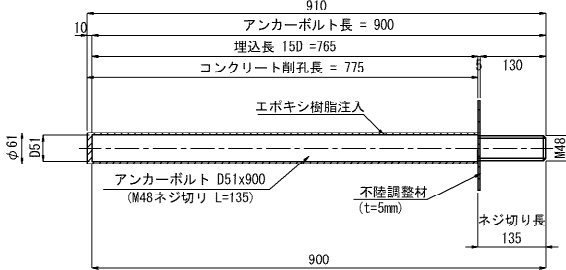 910
10
アンカーボルト長 = 900
埋込長 15D =765
5
130
コンクリート削孔長 = 775
エポキシ樹脂注入
φ61
D51
M48
アンカーボルト D51x900
(M48ネジ切リ L=135)
不陸調整材
(t=5mm)
ネジ切り長
135
900